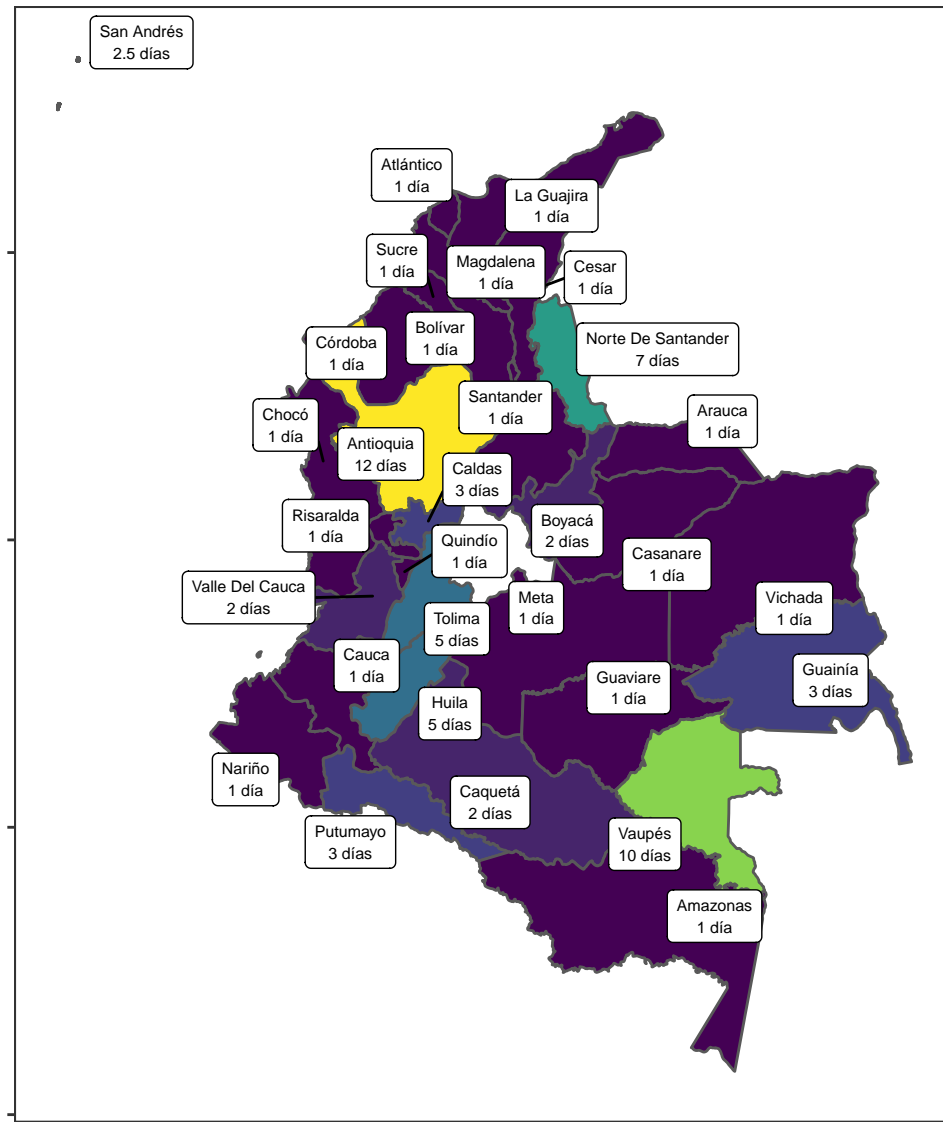 San Andrés
2.5 días
Atlántico
1 día
La Guajira
1 día
Sucre
1 día
Magdalena
1 día
Cesar
1 día
Córdoba
1 día
Bolívar
1 día
Norte De Santander
7 días
Chocó
1 día
Santander
1 día
Arauca
1 día
Antioquia
12 días
Caldas
3 días
Risaralda
1 día
Quindío
1 día
Boyacá
2 días
Casanare
1 día
Valle Del Cauca
2 días
Meta
1 día
Vichada
1 día
Tolima
5 días
Cauca
1 día
Guaviare
1 día
Guainía
3 días
Huila
5 días
Nariño
1 día
Caquetá
2 días
Putumayo
3 días
Vaupés
10 días
Amazonas
1 día